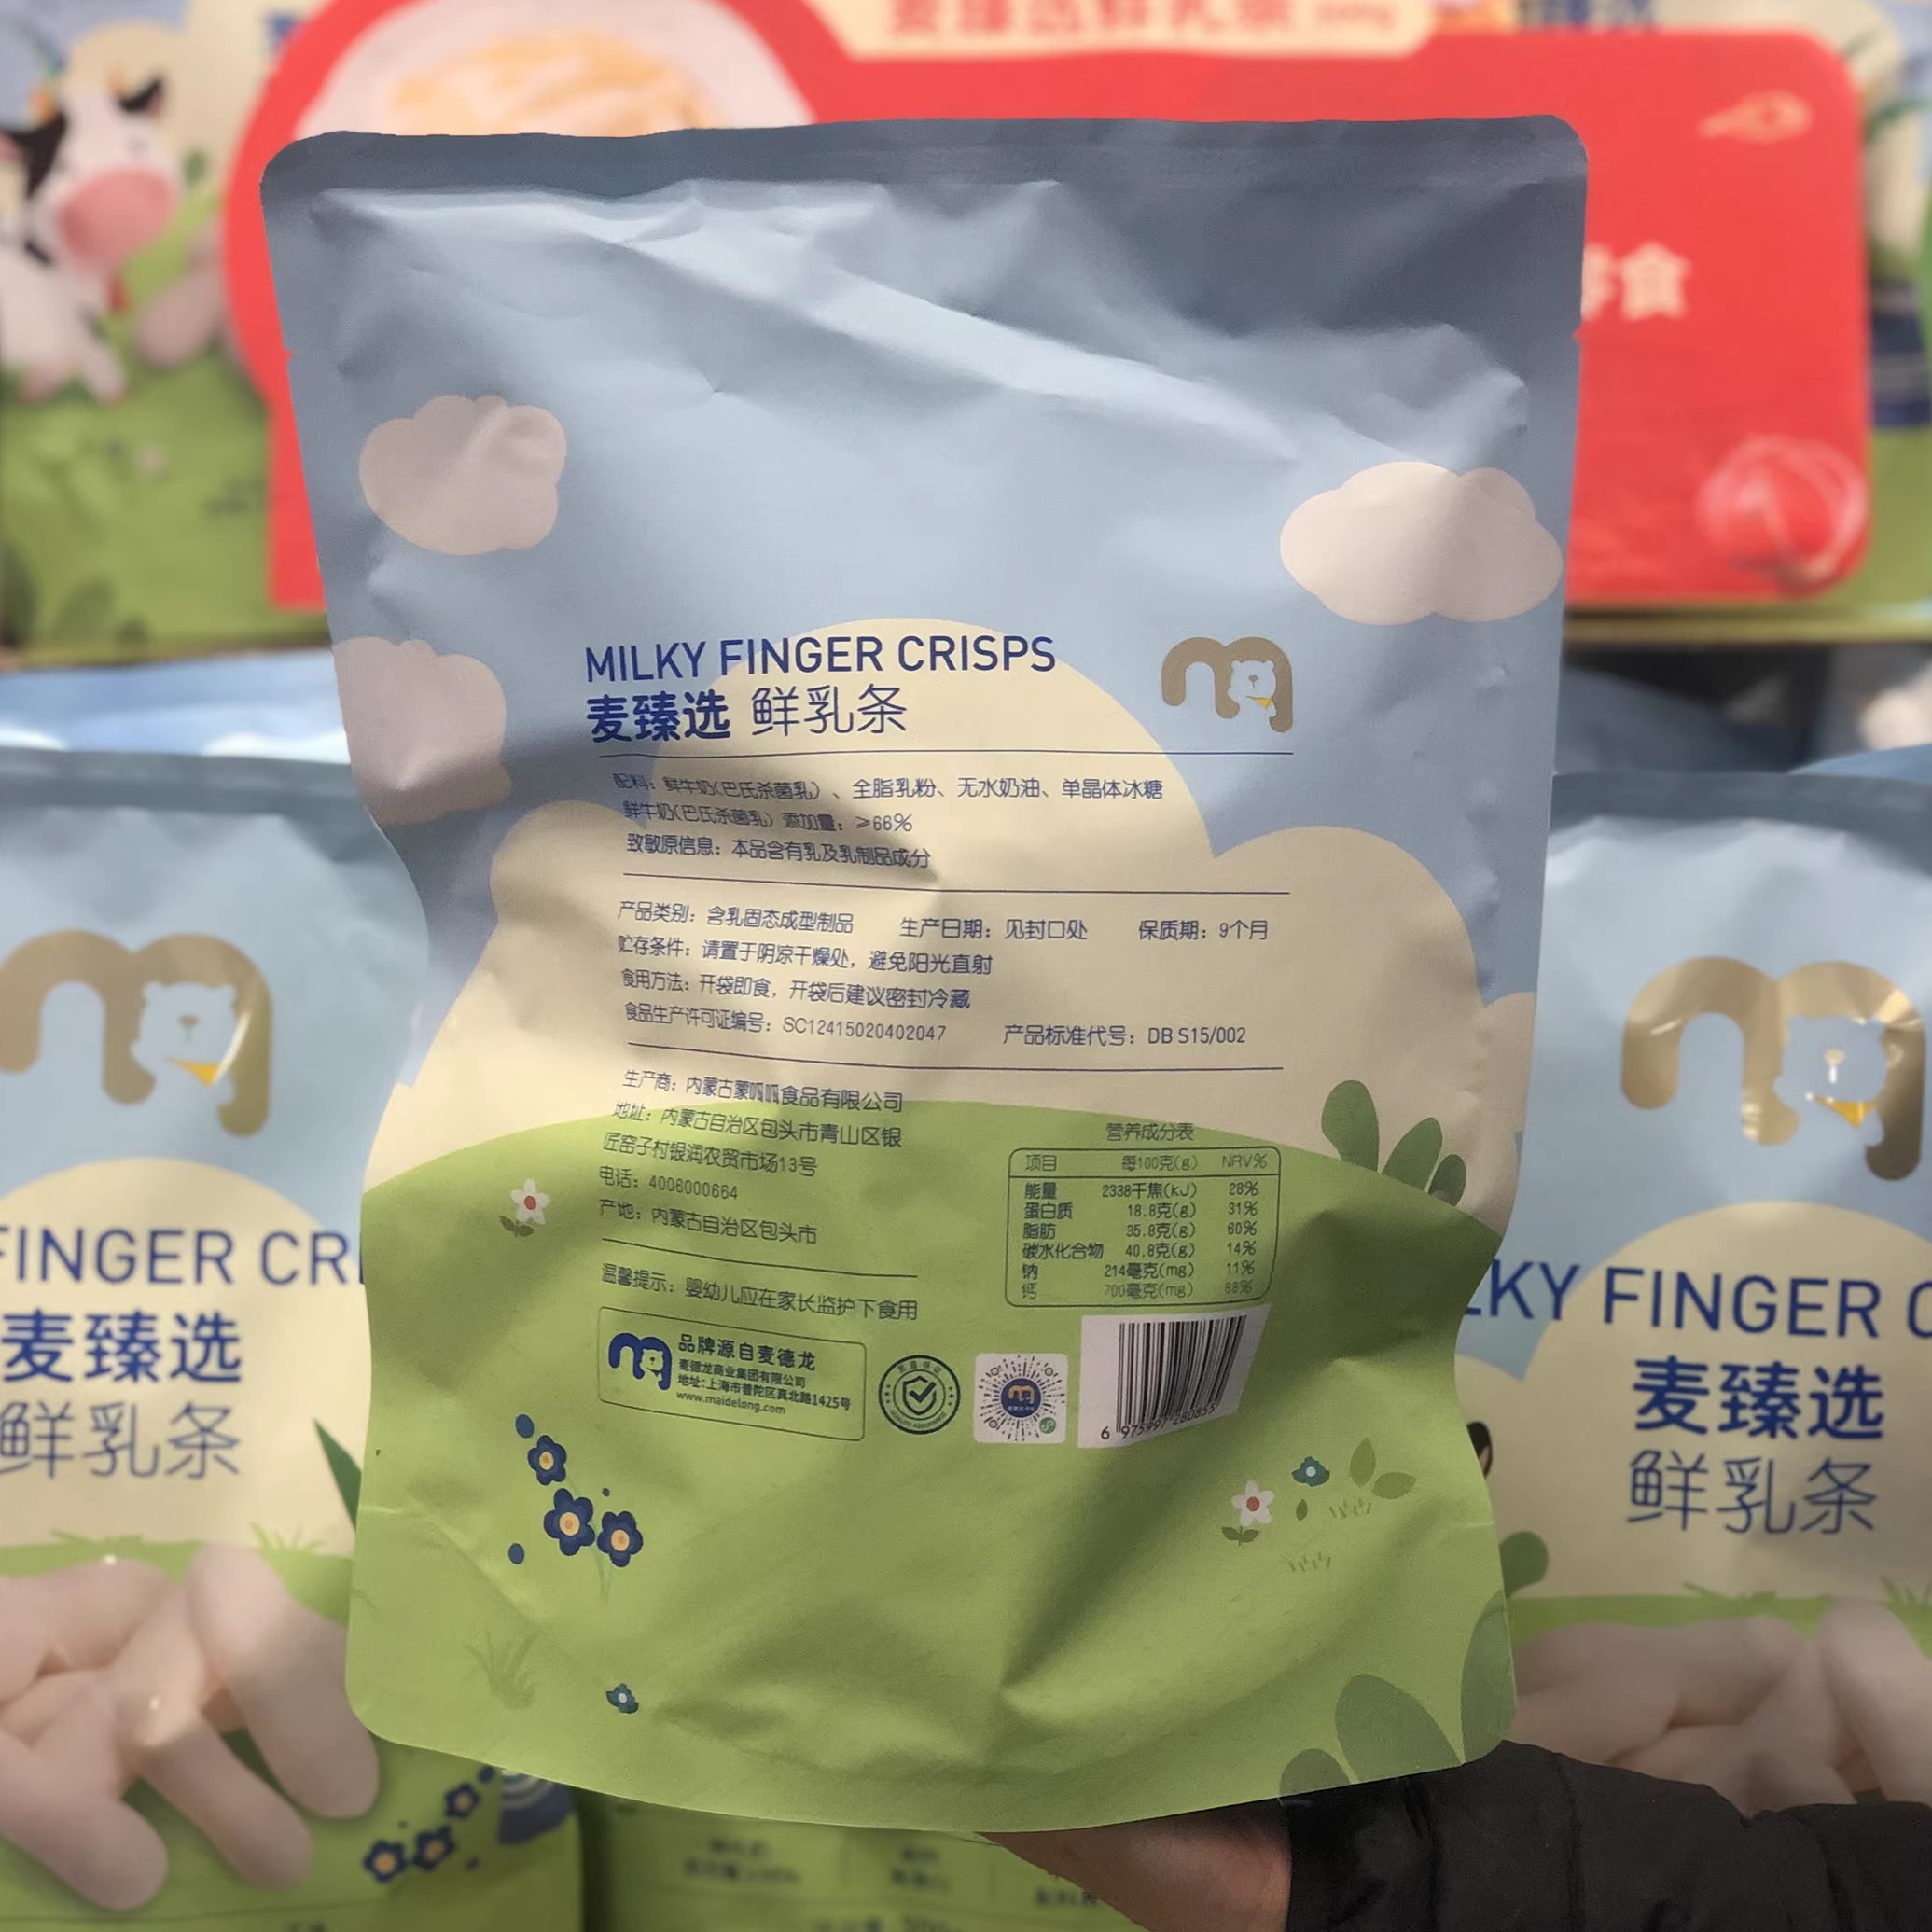 零食
MILKY FINGER CRISPS
麦臻选 鲜乳条
配料：鲜牛奶(巴氏杀菌乳）、全脂乳粉、无水奶油、单晶体冰糖
鲜牛奶(巴氏杀菌乳）添加量：≥66%
致敏原信息：本品含有乳及乳制品成分
产品类别：含乳固态成型制品 生产日期：见封口处 保质期：9个月
贮存条件：请置于阴凉干燥处，避免阳光直射
食用方法：开袋即食，开袋后建议密封冷藏
食品生产许可证编号：SC12415020402047 产品标准代号：DB S15/002
生产商：内蒙古蒙呱呱食品有限公司
地址：内蒙古自治区包头市青山区银
匠窑子村银润农贸市场13号
电话：4006000664
产地：内蒙古自治区包头市
温馨提示：婴幼儿应在家长监护下食用
营养成分表
项目 每100克(g) NRV%
能量 2338千焦(kJ) 28%
蛋白质 18.8克(g) 31%
脂肪 35.8克(g) 60%
碳水化合物 40.8克(g) 14%
钠 214毫克(mg) 11%
钙 700毫克(mg) 88%
品牌源自麦德龙
麦德龙商业集团有限公司
地址:上海市普陀区真北路1425号
www.maidelong.com
QUALITY ASSURANCE
6 975997 280855
FINGER CRI
麦臻选
鲜乳条
LKY FINGER C
麦臻选
鲜乳条